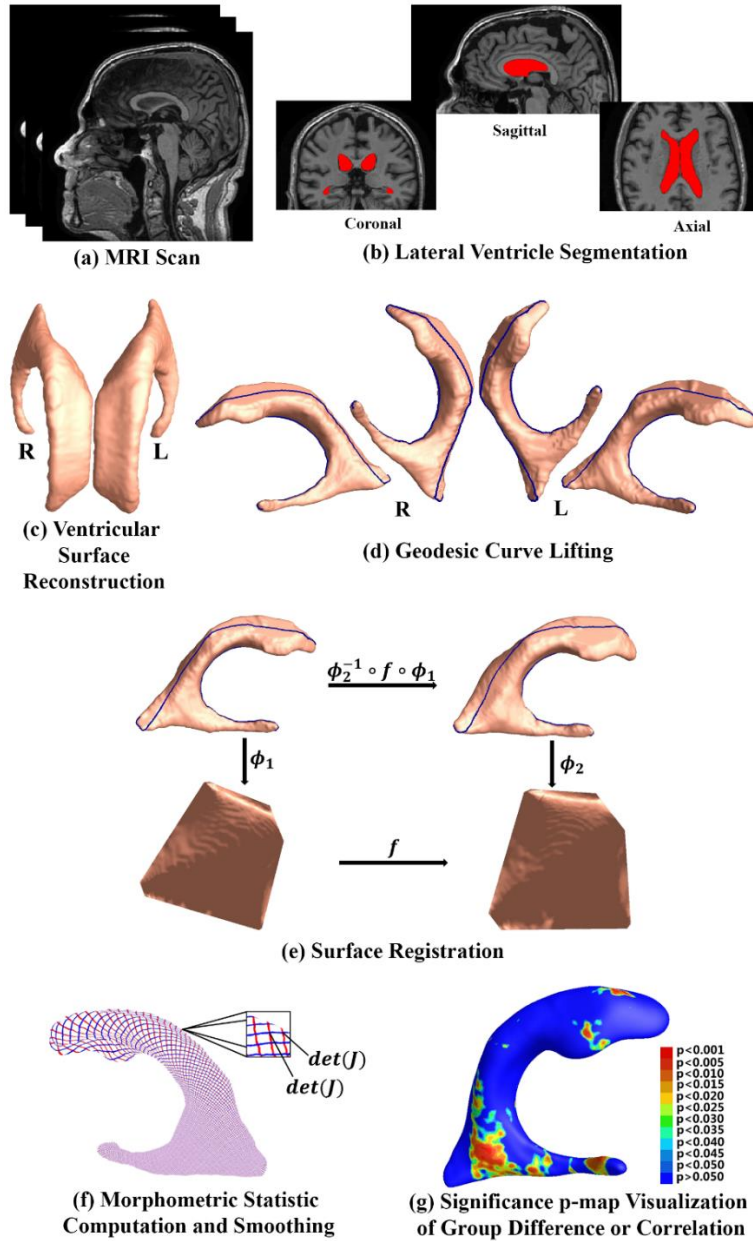 Sagittal
Coronal
Axial
(a) MRI Scan
(b) Lateral Ventricle Segmentation
R
L
(c) Ventricular
Surface
Reconstruction
R
L
(d) Geodesic Curve Lifting
ϕ₂⁻¹ ∘ f ∘ ϕ₁
ϕ₁
ϕ₂
f
(e) Surface Registration
det(J)
det(J)
(f) Morphometric Statistic
Computation and Smoothing
p<0.001
p<0.005
p<0.010
p<0.015
p<0.020
p<0.025
p<0.030
p<0.035
p<0.040
p<0.045
p<0.050
p>0.050
(g) Significance p-map Visualization
of Group Difference or Correlation